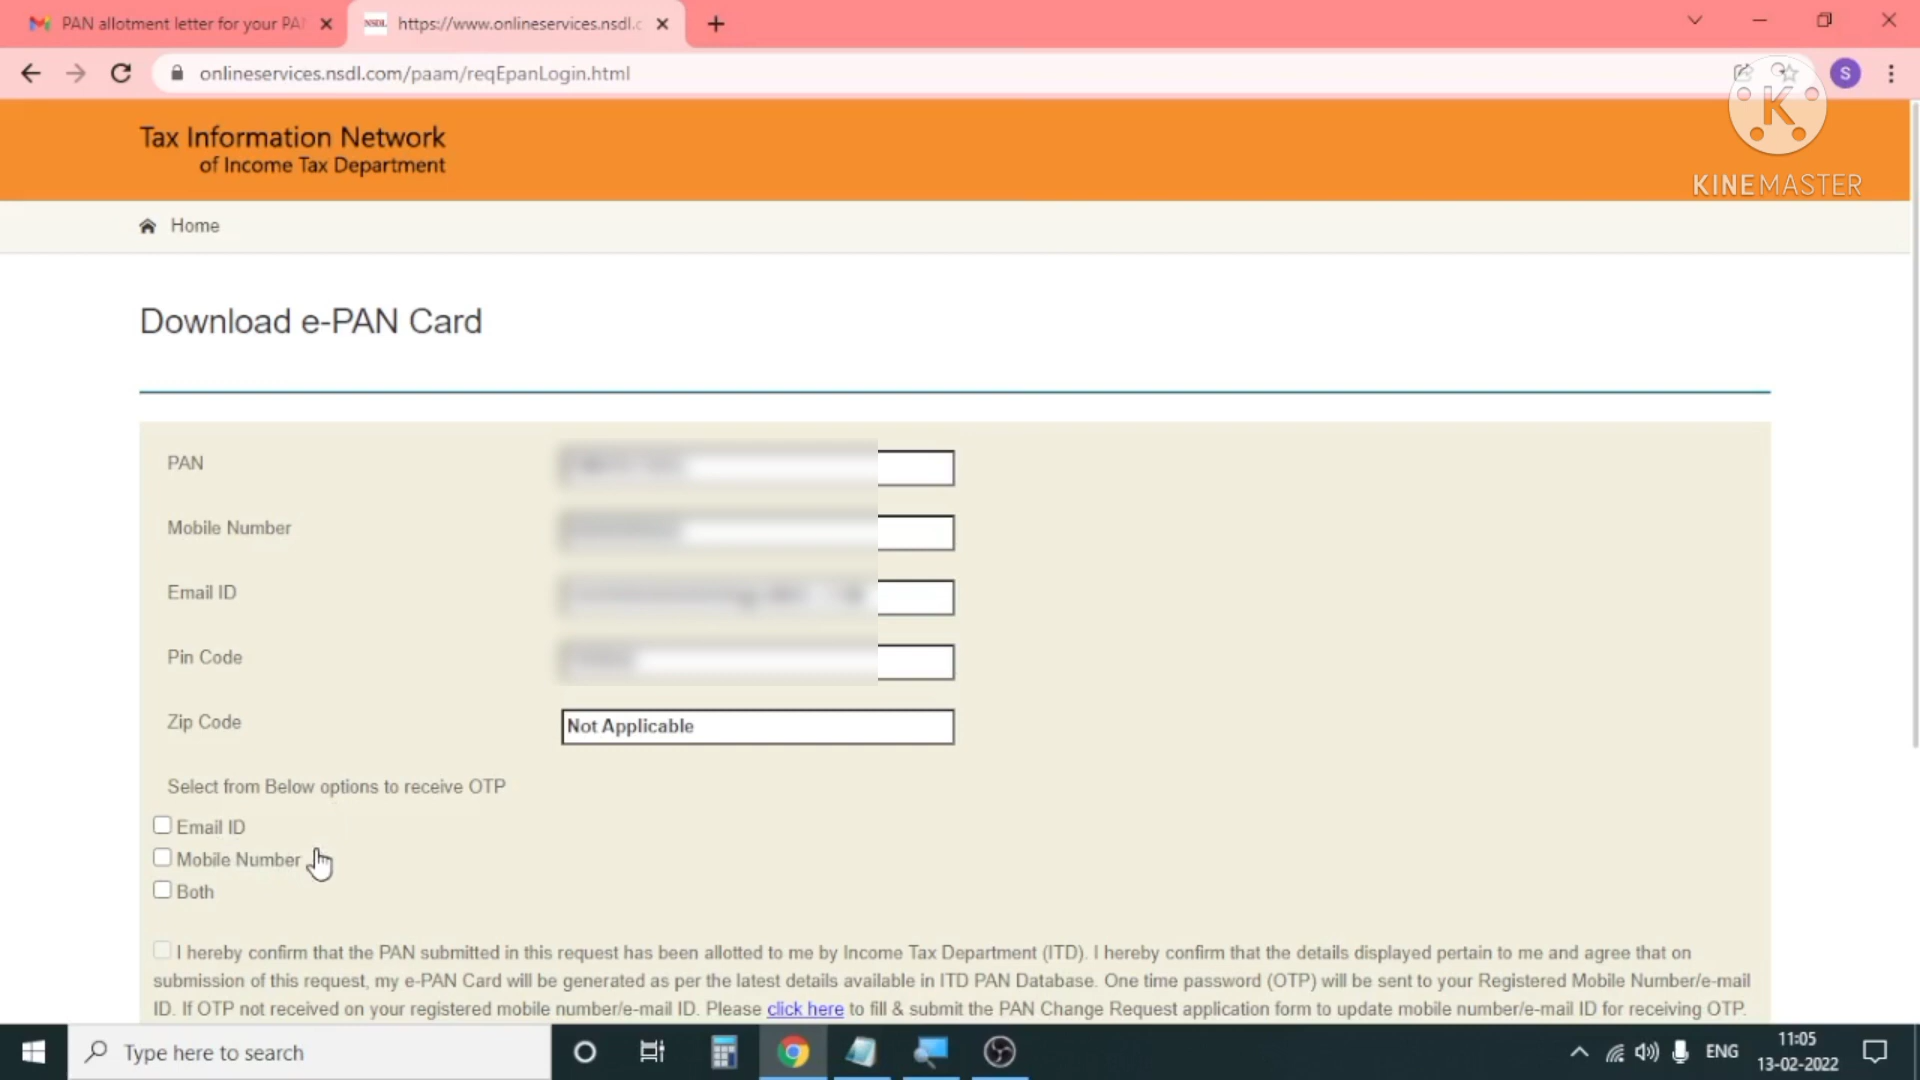 PAN allotment letter for your PA
NSDL https://www.onlineservices.nsdl.c
onlineservices.nsdl.com/paam/reqEpanLogin.html
S
K
KINEMASTER
Tax Information Network
of Income Tax Department
Home
Download e-PAN Card
PAN
Mobile Number
Email ID
Pin Code
Zip Code Not Applicable
Select from Below options to receive OTP
Email ID
Mobile Number
Both
I hereby confirm that the PAN submitted in this request has been allotted to me by Income Tax Department (ITD). I hereby confirm that the details displayed pertain to me and agree that on
submission of this request, my e-PAN Card will be generated as per the latest details available in ITD PAN Database. One time password (OTP) will be sent to your Registered Mobile Number/e-mail
ID. If OTP not received on your registered mobile number/e-mail ID. Please click here to fill & submit the PAN Change Request application form to update mobile number/e-mail ID for receiving OTP.
Type here to search
ENG
11:05
13-02-2022